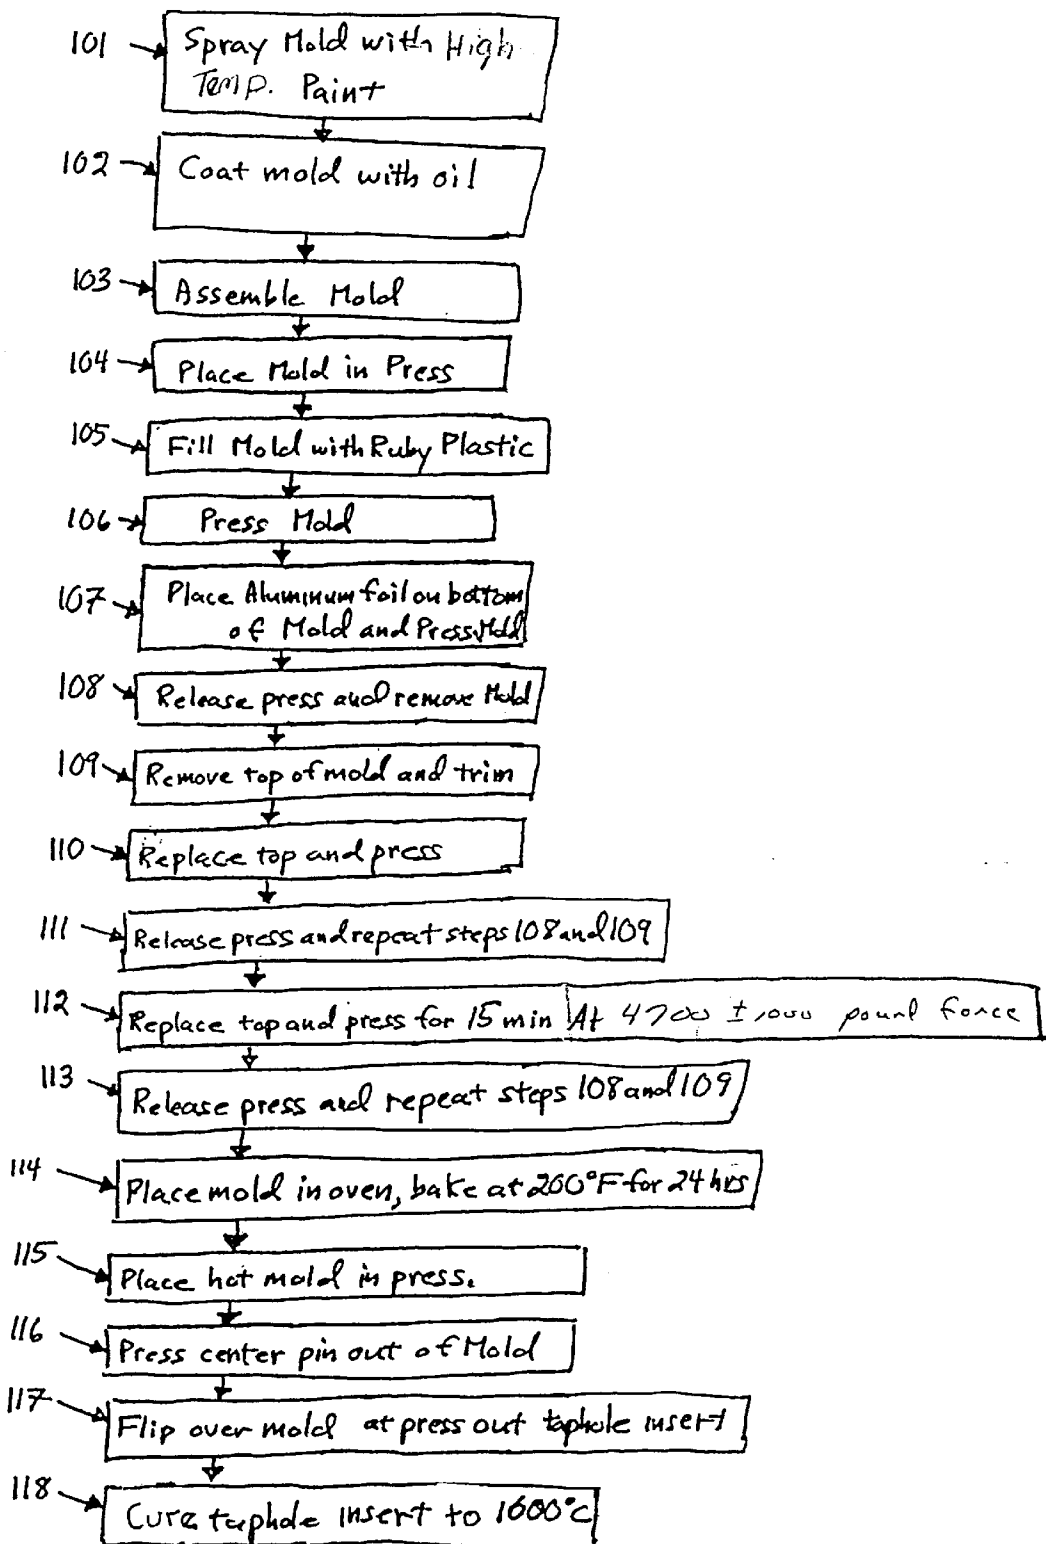 101
Spray Mold with High
Temp. Paint
102
Coat mold with oil
103
Assemble Mold
104
Place Mold in Press
105
Fill Mold with Ruby Plastic
106
Press Mold
107
Place Aluminum foil on bottom
of Mold and Press Mold
108
Release press and remove Mold
109
Remove top of mold and trim
110
Replace top and press
111
Release press and repeat steps 108 and 109
112
Replace top and press for 15 min At 4700 ± pound force
113
Release press and repeat steps 108 and 109
114
Place mold in oven, bake at 200°F for 24 hrs
115
Place hot mold in press.
116
Press center pin out of Mold
117
Flip over mold at press out taphole insert
118
Cure taphole insert to